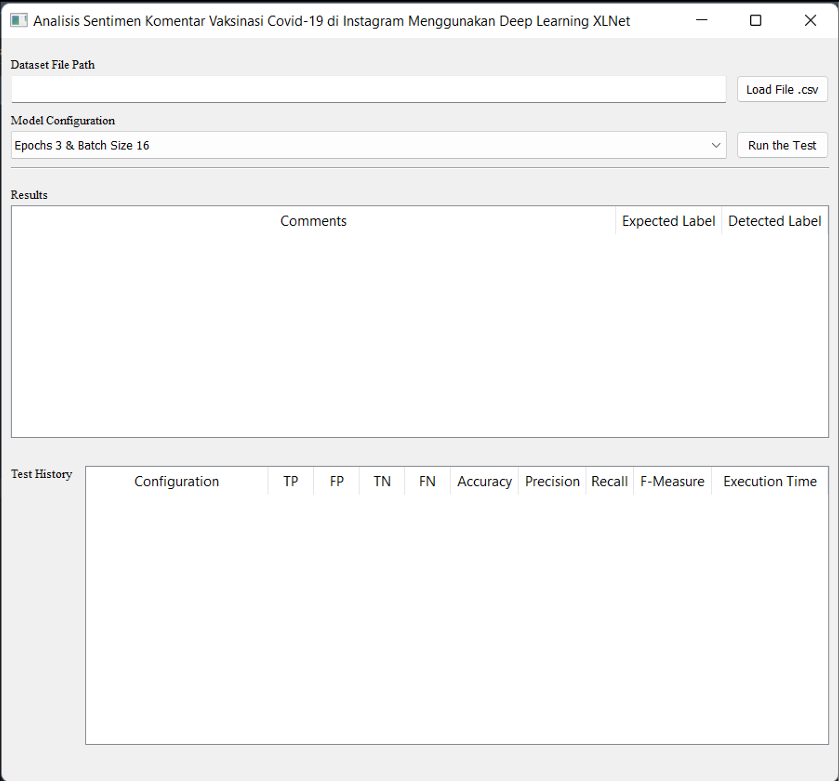 Analisis Sentimen Komentar Vaksinasi Covid-19 di Instagram Menggunakan Deep Learning XLNet
Dataset File Path
Load File .csv
Model Configuration
Epochs 3 & Batch Size 16
Run the Test
Results
Comments Expected Label Detected Label
Test History
Configuration TP FP TN FN Accuracy Precision Recall F-Measure Execution Time